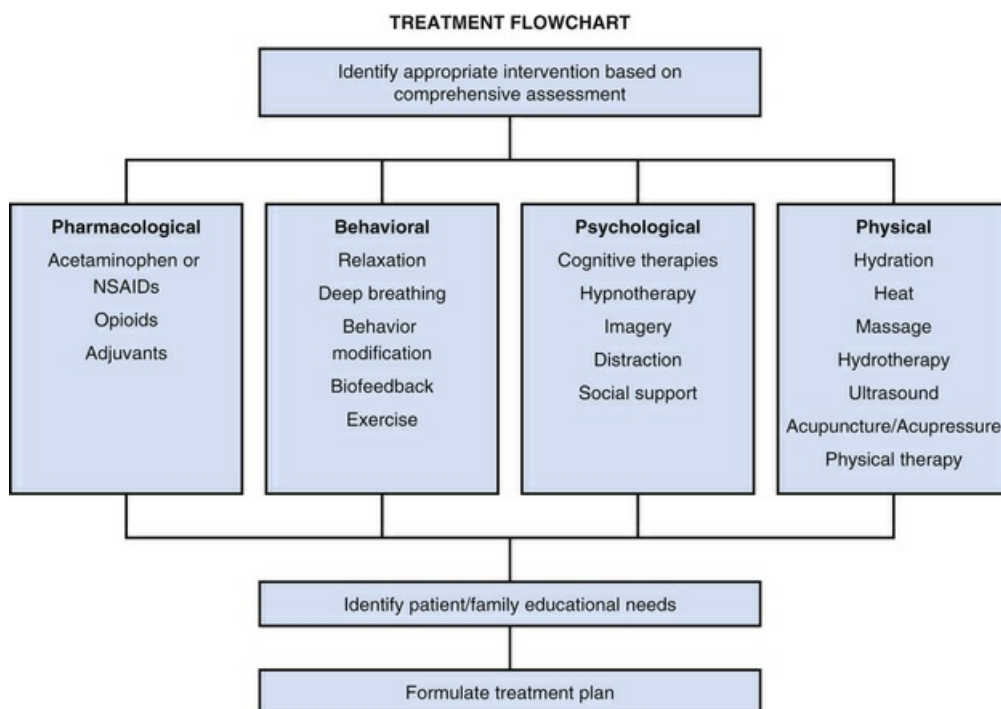 TREATMENT FLOWCHART
Identify appropriate intervention based on
comprehensive assessment
Pharmacological
Acetaminophen or
NSAIDs
Opioids
Adjuvants
Behavioral
Relaxation
Deep breathing
Behavior
modification
Biofeedback
Exercise
Psychological
Cognitive therapies
Hypnotherapy
Imagery
Distraction
Social support
Physical
Hydration
Heat
Massage
Hydrotherapy
Ultrasound
Acupuncture/Acupressure
Physical therapy
Identify patient/family educational needs
Formulate treatment plan